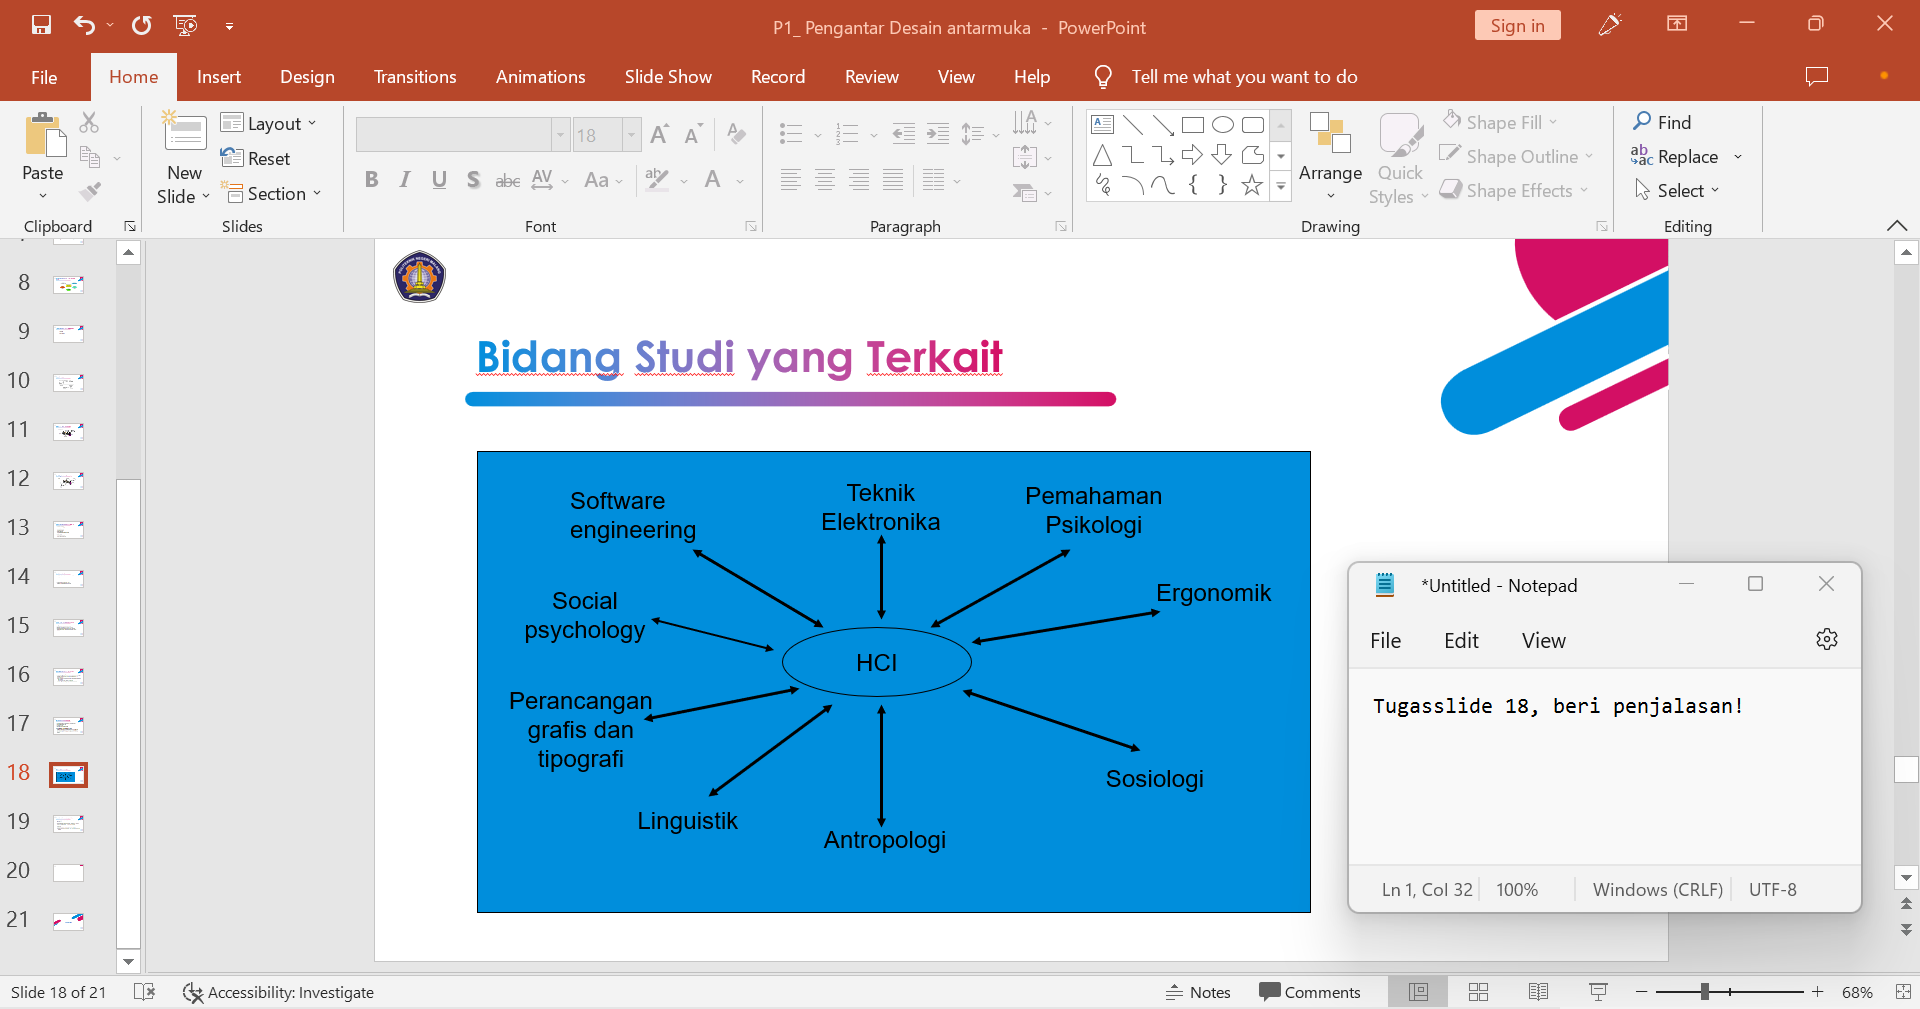 P1_ Pengantar Desain antarmuka - PowerPoint
Sign in
File Home Insert Design Transitions Animations Slide Show Record Review View Help Tell me what you want to do
Paste
Clipboard
New
Slide
Layout
Reset
Section
Slides
18
B I U S abc AV Aa A
Font
Paragraph
Arrange
Quick
Styles
Shape Fill
Shape Outline
Shape Effects
Drawing
Find
Replace
Select
Editing
8
9
10
11
12
13
14
15
16
17
18
19
20
21
Bidang Studi yang Terkait
Software
engineering
Teknik
Elektronika
Pemahaman
Psikologi
Social
psychology
Ergonomik
HCI
Perancangan
grafis dan
tipografi
Sosiologi
Linguistik
Antropologi
*Untitled - Notepad
File Edit View
Tugasslide 18, beri penjalasan!
Ln 1, Col 32 100% Windows (CRLF) UTF-8
Slide 18 of 21 Accessibility: Investigate Notes Comments 68%